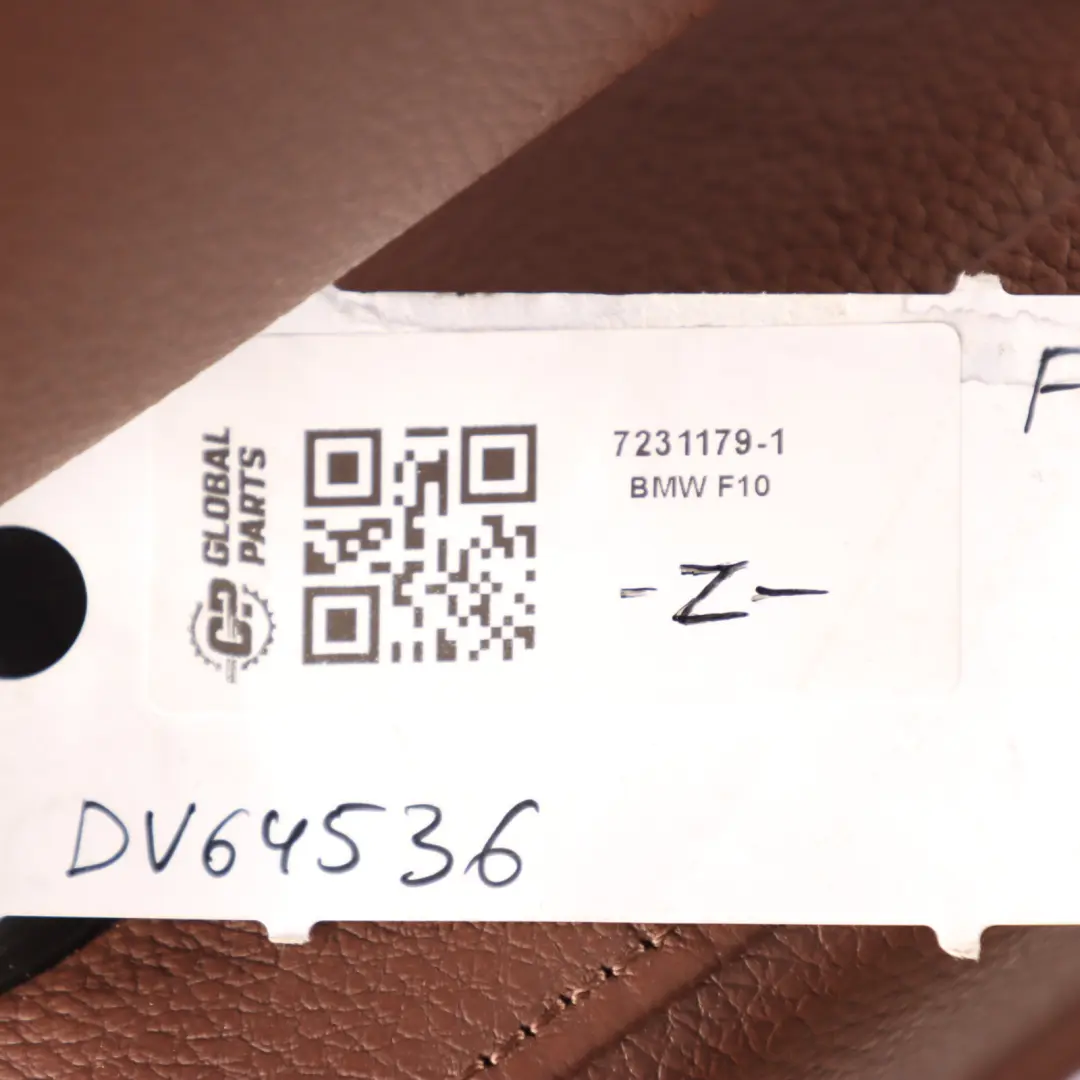 GLOBAL
PARTS
7231179-1
BMW F10
-Z-
F
DV64536